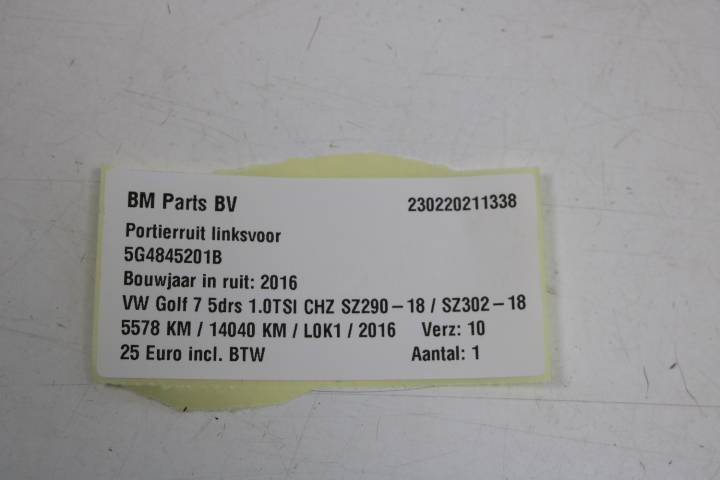 BM Parts BV 230220211338
Portierruit linksvoor
5G4845201B
Bouwjaar in ruit: 2016
VW Golf 7 5drs 1.0TSI CHZ SZ290-18 / SZ302-18
5578 KM / 14040 KM / L0K1 / 2016 Verz: 10
25 Euro incl. BTW Aantal: 1